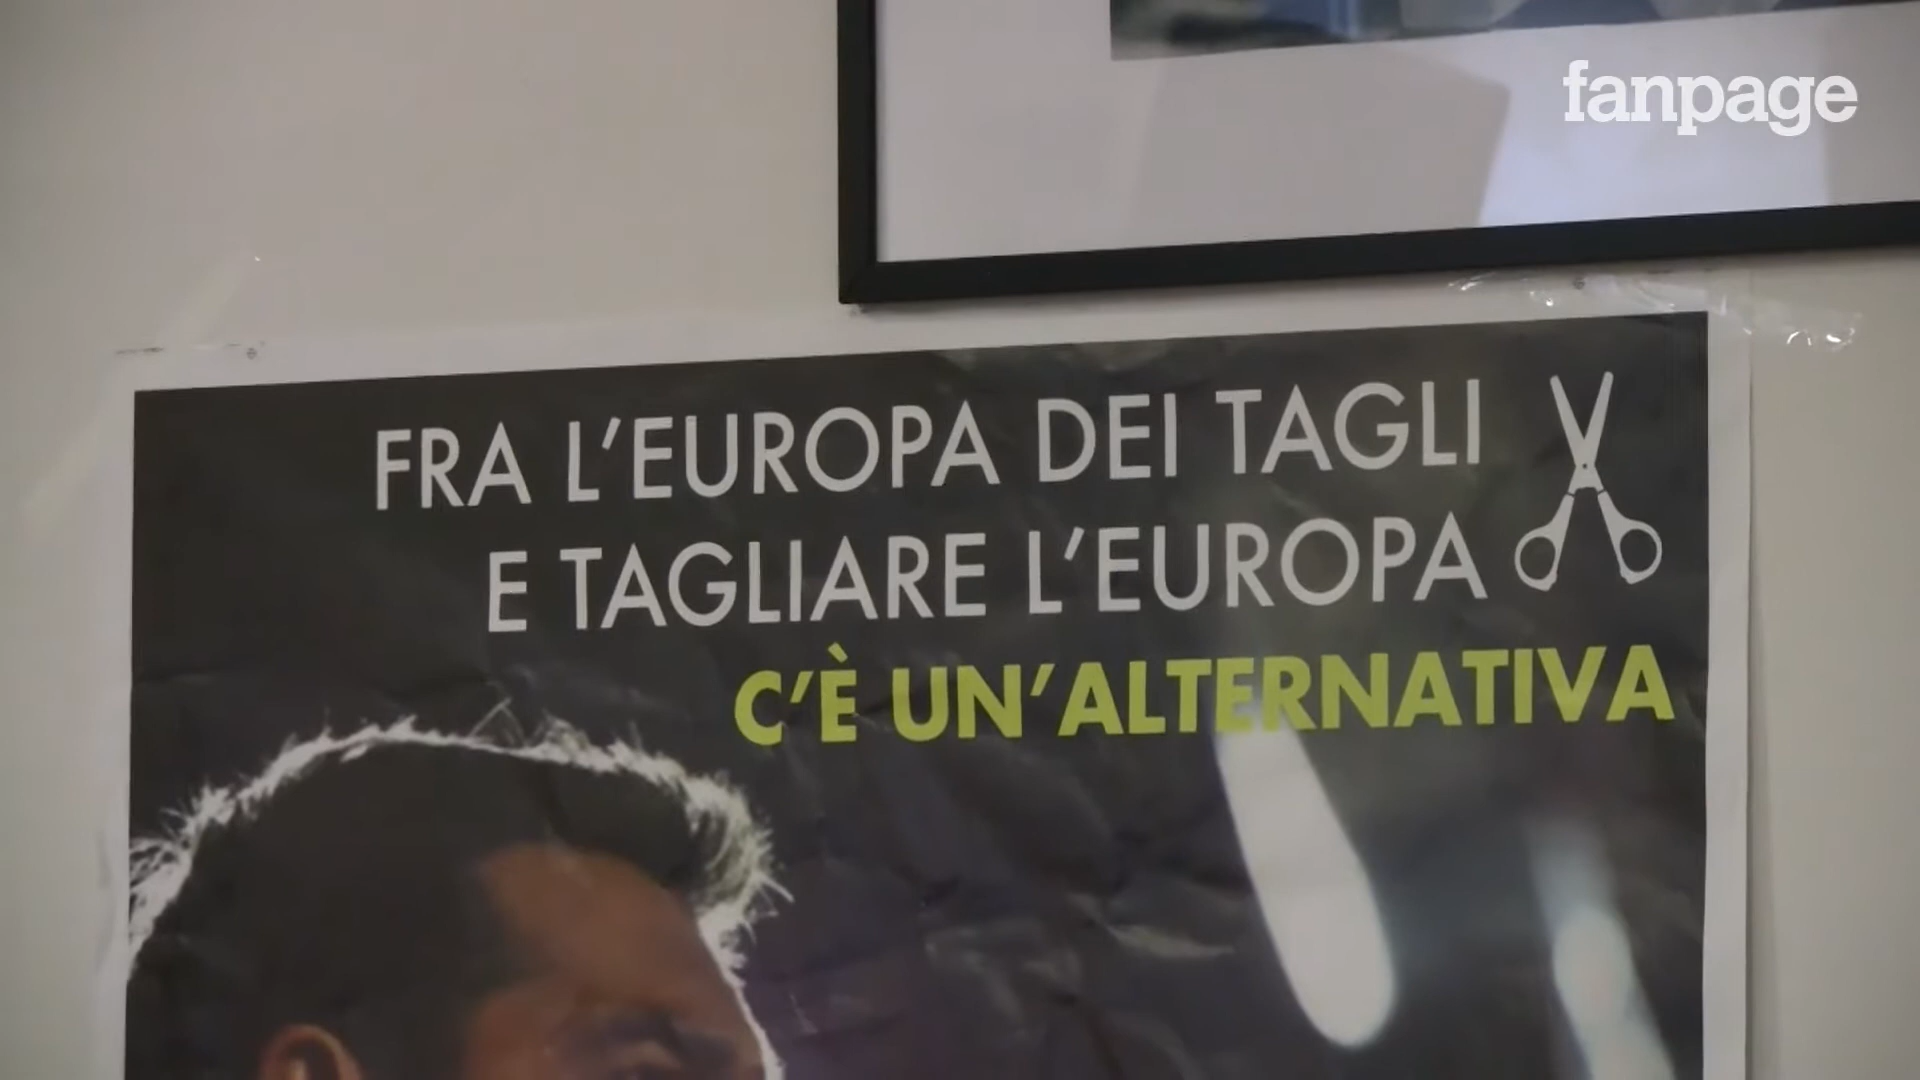 fanpage
FRA L'EUROPA DEI TAGLI
E TAGLIARE L'EUROPA
C'È UN'ALTERNATIVA